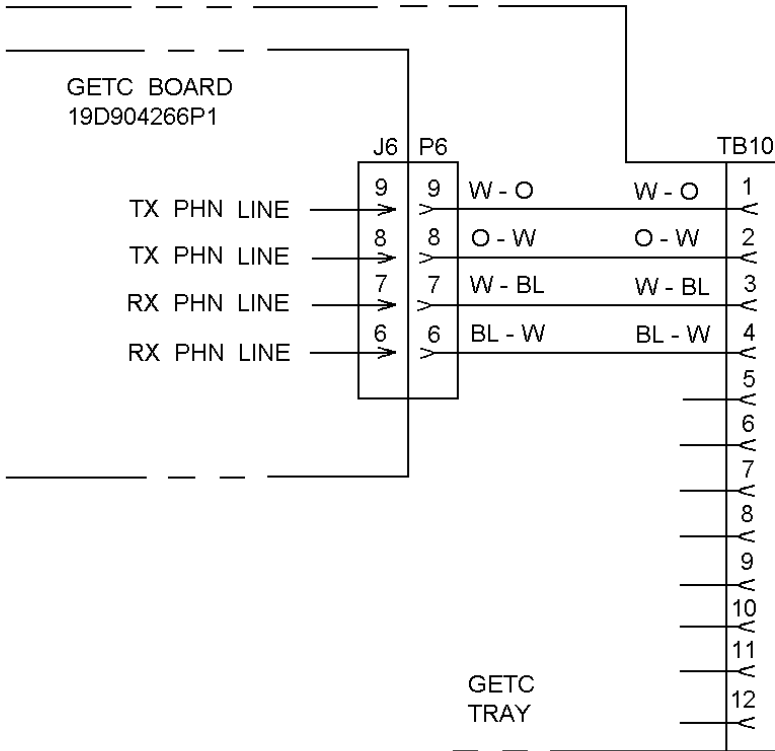 GETC BOARD
19D904266P1
J6 P6 TB10
TX PHN LINE 9 9 W - O W - O 1
TX PHN LINE 8 8 O - W O - W 2
RX PHN LINE 7 7 W - BL W - BL 3
RX PHN LINE 6 6 BL - W BL - W 4
5
6
7
8
9
10
11
GETC
TRAY
12